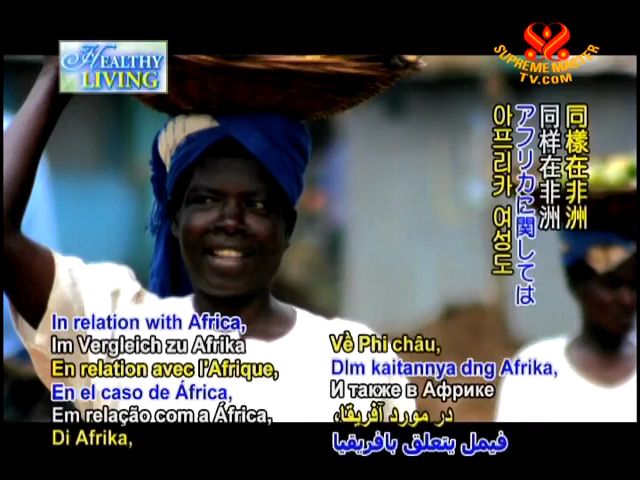 HEALTHY
LIVING
SUPREME MASTER
TV.COM
同樣在非洲
同样在非洲
アフリカに関しては
아프리카 여성도
In relation with Africa,
Im Vergleich zu Afrika
En relation avec l'Afrique,
En el caso de África,
Em relação com a África,
Di Afrika,
Về Phi châu,
Dlm kaitannya dng Afrika,
И также в Африке
در مورد آفریقا،
فيمل يتعلق بافريقيا